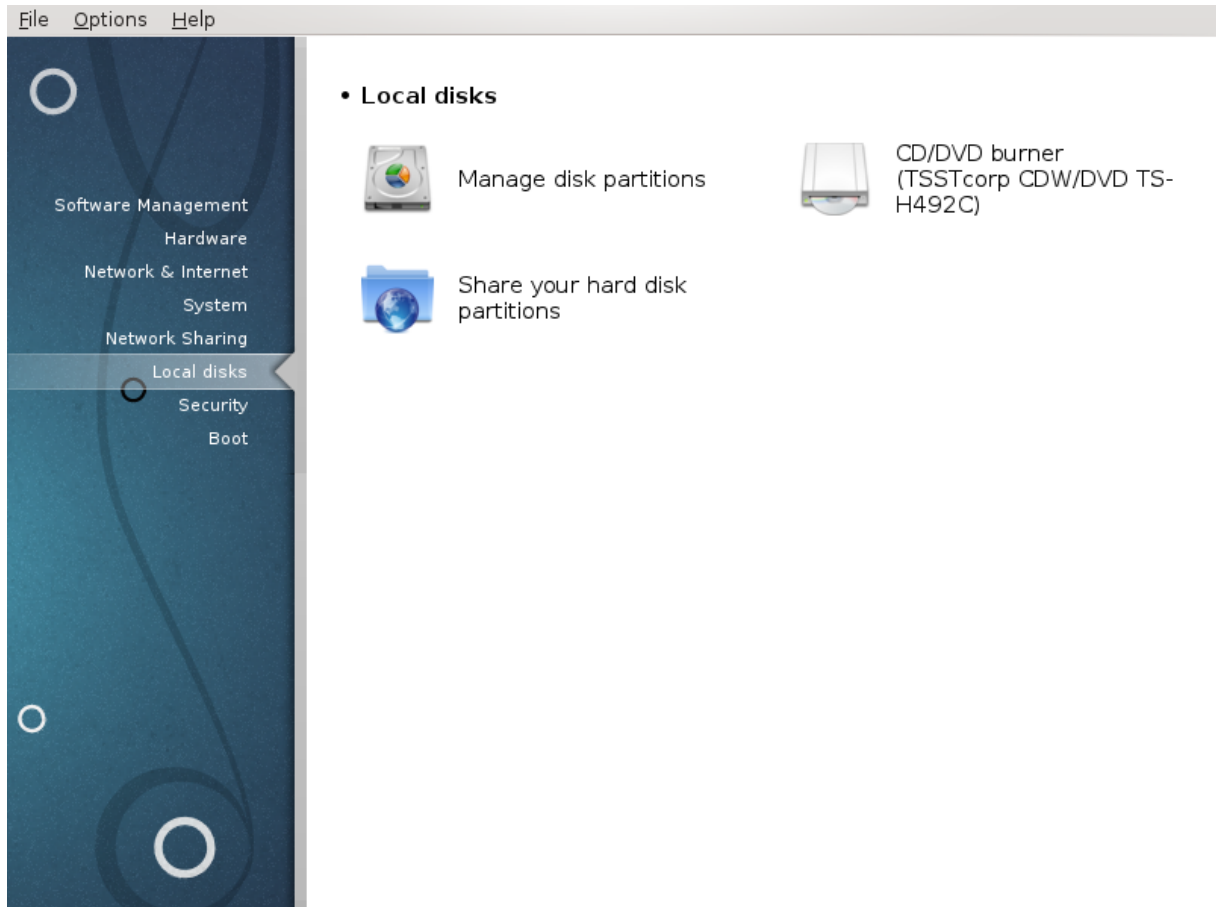 File Options Help
Software Management
Hardware
Network & Internet
System
Network Sharing
Local disks
Security
Boot
• Local disks
Manage disk partitions
CD/DVD burner
(TSSTcorp CDW/DVD TS-
H492C)
Share your hard disk
partitions